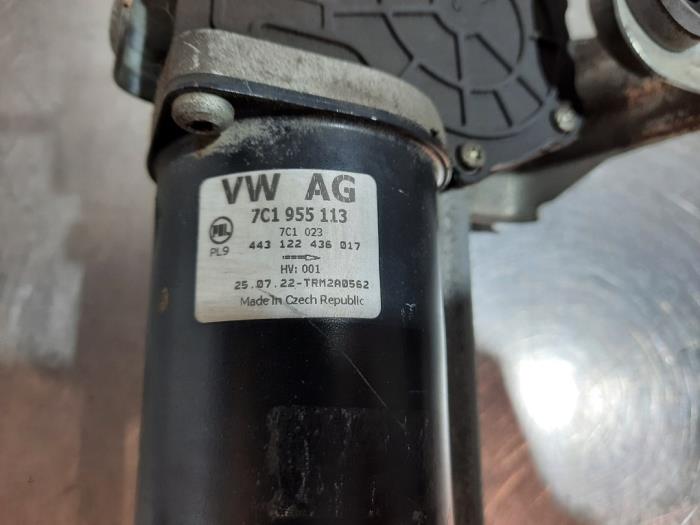 VW AG
7C1 955 113
7C1 023
PL9
443 122 436 017
HV: 001
25.07.22-TRM2A0562
Made in Czech Republic